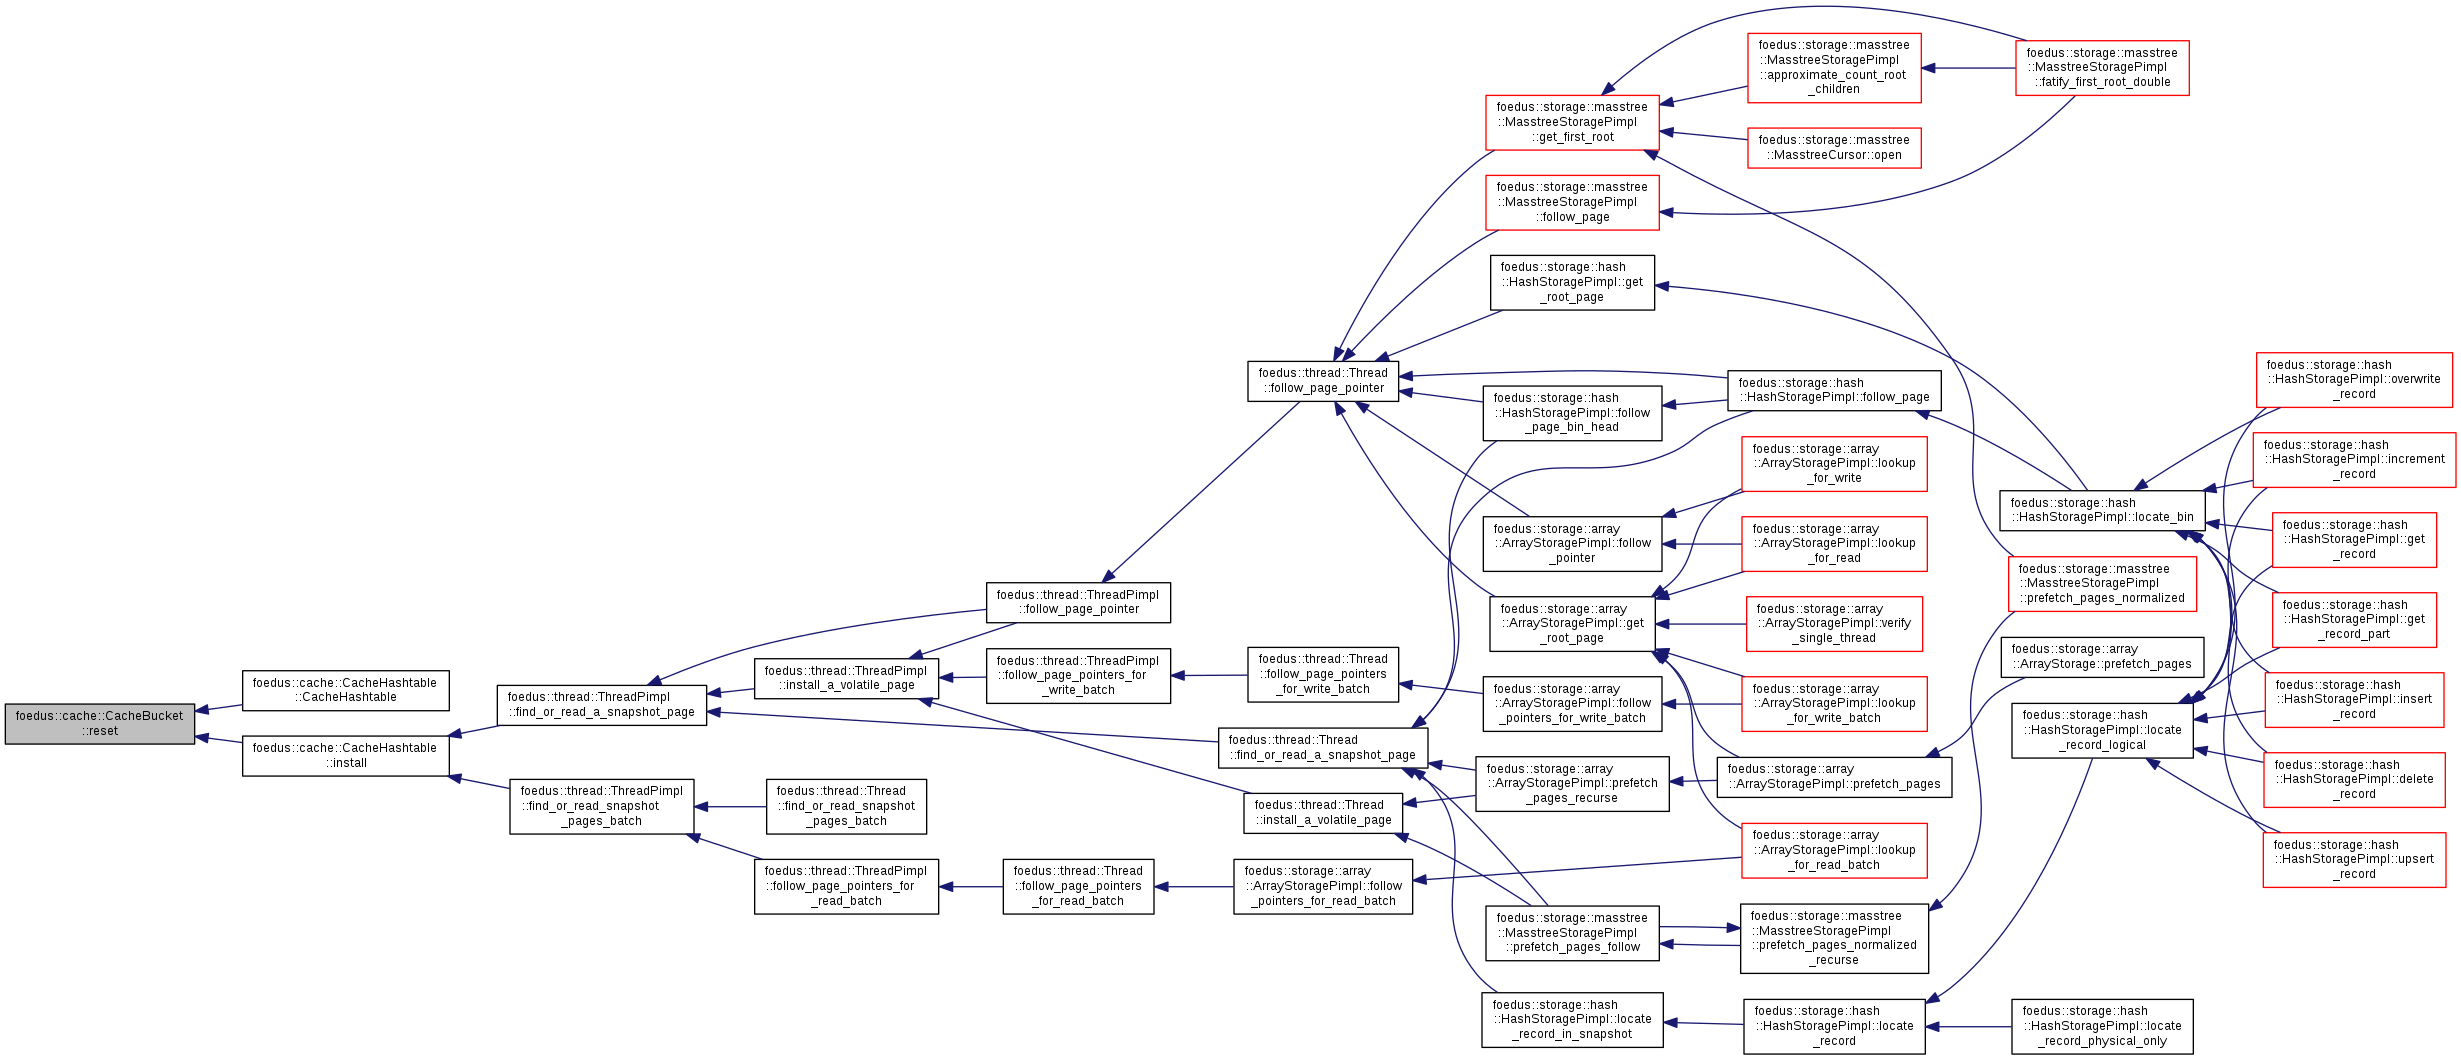 foedus::cache::CacheBucket
::reset
foedus::cache::CacheHashtable
::CacheHashtable
foedus::cache::CacheHashtable
::install
foedus::thread::ThreadPimpl
::find_or_read_a_snapshot_page
foedus::thread::ThreadPimpl
::find_or_read_snapshot
_pages_batch
foedus::thread::ThreadPimpl
::install_a_volatile_page
foedus::thread::Thread
::find_or_read_snapshot
_pages_batch
foedus::thread::ThreadPimpl
::follow_page_pointers_for
_read_batch
foedus::thread::ThreadPimpl
::follow_page_pointer
foedus::thread::ThreadPimpl
::follow_page_pointers_for
_write_batch
foedus::thread::Thread
::follow_page_pointers
_for_read_batch
foedus::thread::Thread
::follow_page_pointer
foedus::thread::Thread
::follow_page_pointers
_for_write_batch
foedus::thread::Thread
::find_or_read_a_snapshot_page
foedus::thread::Thread
::install_a_volatile_page
foedus::storage::array
::ArrayStoragePimpl::follow
_pointers_for_read_batch
foedus::storage::masstree
::MasstreeStoragePimpl
::get_first_root
foedus::storage::masstree
::MasstreeStoragePimpl
::follow_page
foedus::storage::hash
::HashStoragePimpl::get
_root_page
foedus::storage::hash
::HashStoragePimpl::follow
_page_bin_head
foedus::storage::array
::ArrayStoragePimpl::follow
_pointer
foedus::storage::array
::ArrayStoragePimpl::get
_root_page
foedus::storage::array
::ArrayStoragePimpl::follow
_pointers_for_write_batch
foedus::storage::array
::ArrayStoragePimpl::prefetch
_pages_recurse
foedus::storage::masstree
::MasstreeStoragePimpl
::prefetch_pages_follow
foedus::storage::hash
::HashStoragePimpl::locate
_record_in_snapshot
foedus::storage::masstree
::MasstreeStoragePimpl
::approximate_count_root
_children
foedus::storage::masstree
::MasstreeCursor::open
foedus::storage::hash
::HashStoragePimpl::follow_page
foedus::storage::array
::ArrayStoragePimpl::lookup
_for_write
foedus::storage::array
::ArrayStoragePimpl::lookup
_for_read
foedus::storage::array
::ArrayStoragePimpl::verify
_single_thread
foedus::storage::array
::ArrayStoragePimpl::lookup
_for_write_batch
foedus::storage::array
::ArrayStoragePimpl::prefetch_pages
foedus::storage::array
::ArrayStoragePimpl::lookup
_for_read_batch
foedus::storage::masstree
::MasstreeStoragePimpl
::prefetch_pages_normalized
_recurse
foedus::storage::hash
::HashStoragePimpl::locate
_record
foedus::storage::masstree
::MasstreeStoragePimpl
::fatify_first_root_double
foedus::storage::hash
::HashStoragePimpl::locate_bin
foedus::storage::masstree
::MasstreeStoragePimpl
::prefetch_pages_normalized
foedus::storage::array
::ArrayStorage::prefetch_pages
foedus::storage::hash
::HashStoragePimpl::locate
_record_logical
foedus::storage::hash
::HashStoragePimpl::locate
_record_physical_only
foedus::storage::hash
::HashStoragePimpl::overwrite
_record
foedus::storage::hash
::HashStoragePimpl::increment
_record
foedus::storage::hash
::HashStoragePimpl::get
_record
foedus::storage::hash
::HashStoragePimpl::get
_record_part
foedus::storage::hash
::HashStoragePimpl::insert
_record
foedus::storage::hash
::HashStoragePimpl::delete
_record
foedus::storage::hash
::HashStoragePimpl::upsert
_record